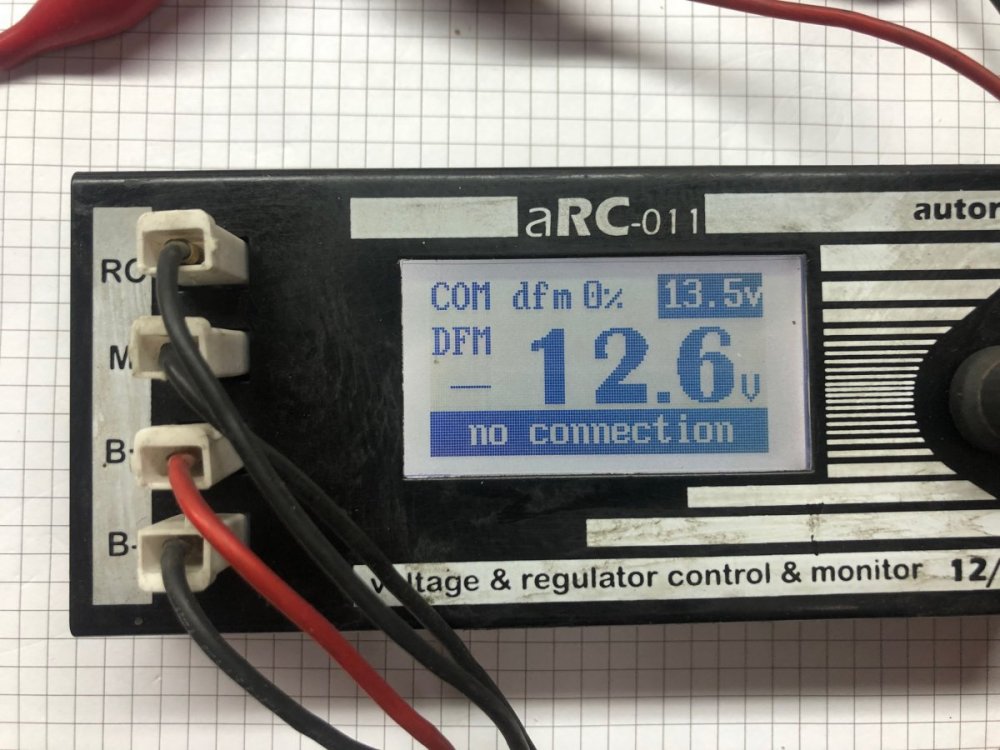 aRC-011
autor
RC
M
B
B-
COM dfm 0% 13.5v
DFM
– 12.6v
no connection
voltage & regulator control & monitor 12/